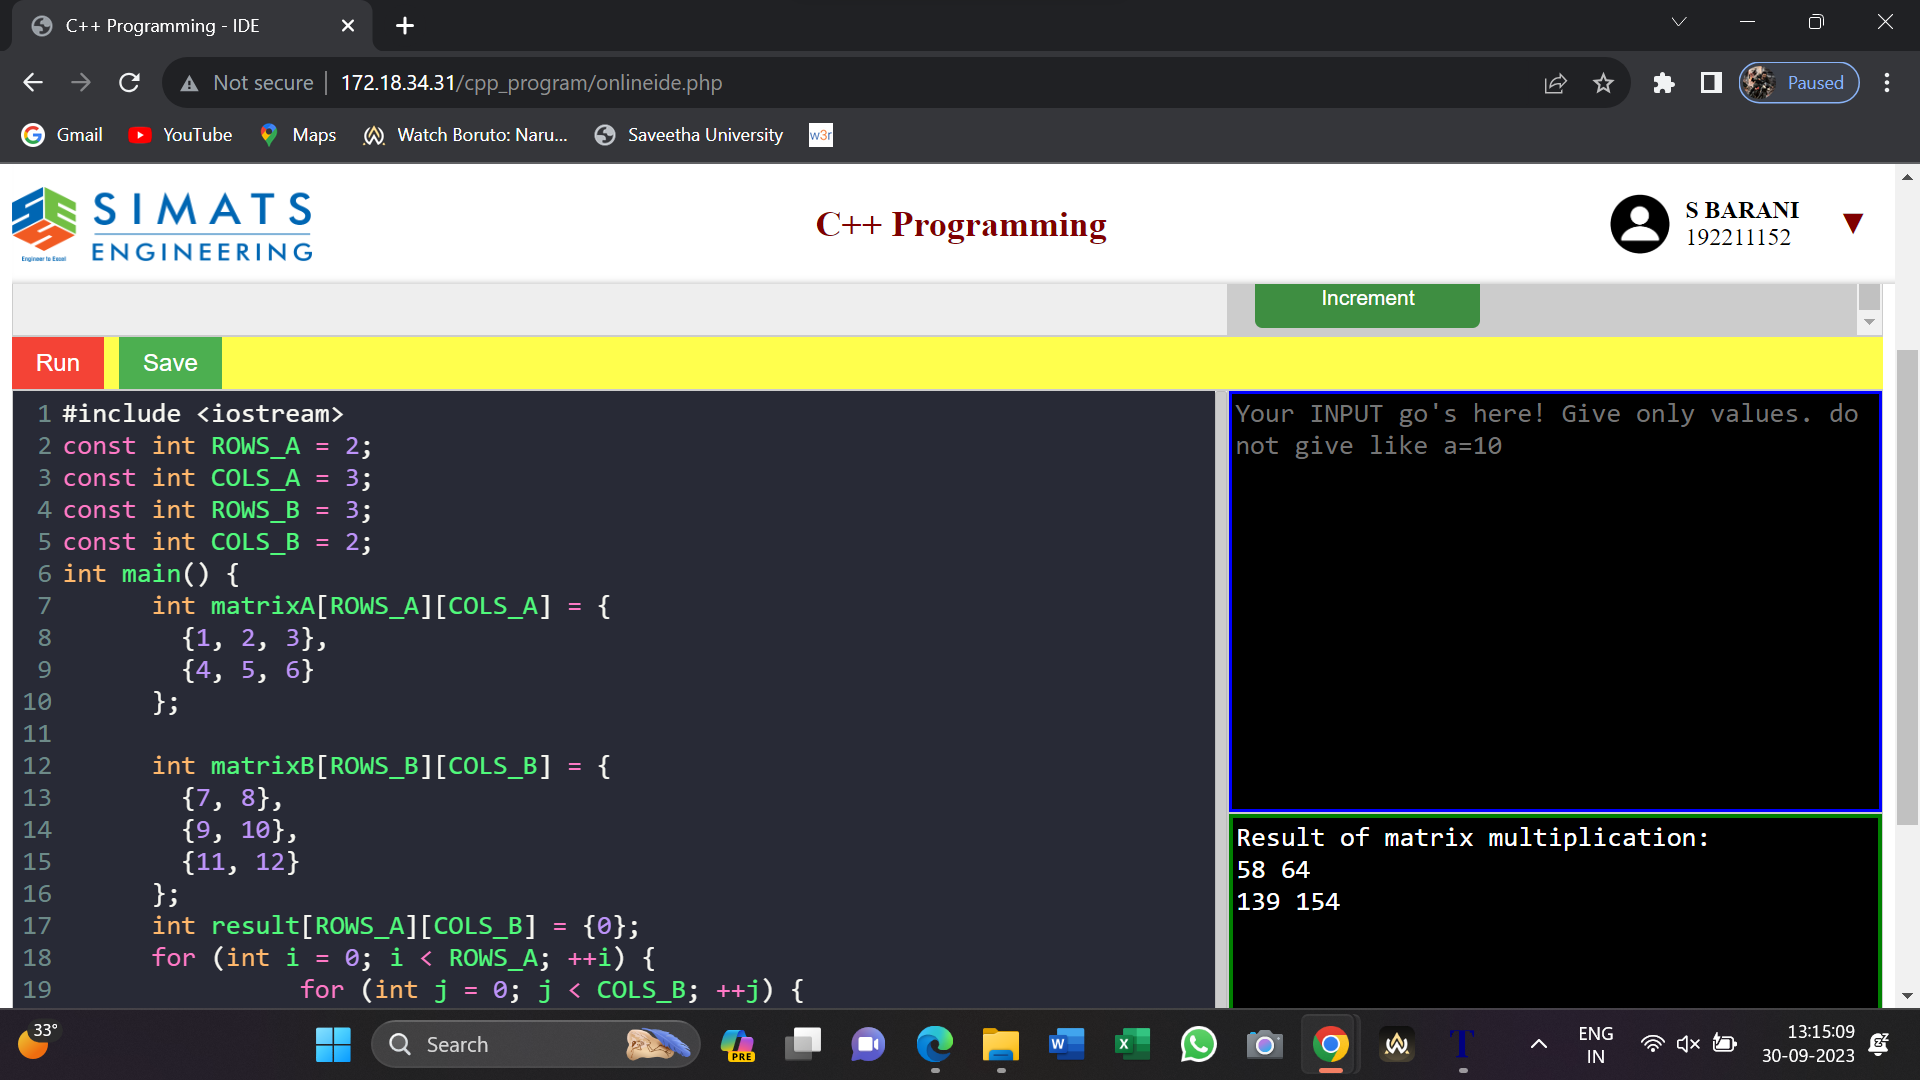 C++ Programming - IDE
Not secure | 172.18.34.31/cpp_program/onlineide.php
Paused
Gmail YouTube Maps Watch Boruto: Naru... Saveetha University w3r
SIMATS
ENGINEERING
Engineer to Excel
C++ Programming
S BARANI
192211152
Increment
Run Save
1 #include <iostream>
2 const int ROWS_A = 2;
3 const int COLS_A = 3;
4 const int ROWS_B = 3;
5 const int COLS_B = 2;
6 int main() {
7 int matrixA[ROWS_A][COLS_A] = {
8 {1, 2, 3},
9 {4, 5, 6}
10 };
11
12 int matrixB[ROWS_B][COLS_B] = {
13 {7, 8},
14 {9, 10},
15 {11, 12}
16 };
17 int result[ROWS_A][COLS_B] = {0};
18 for (int i = 0; i < ROWS_A; ++i) {
19 for (int j = 0; j < COLS_B; ++j) {
Your INPUT go's here! Give only values. do
not give like a=10
Result of matrix multiplication:
58 64
139 154
33°
Search
PRE
ENG
IN
13:15:09
30-09-2023